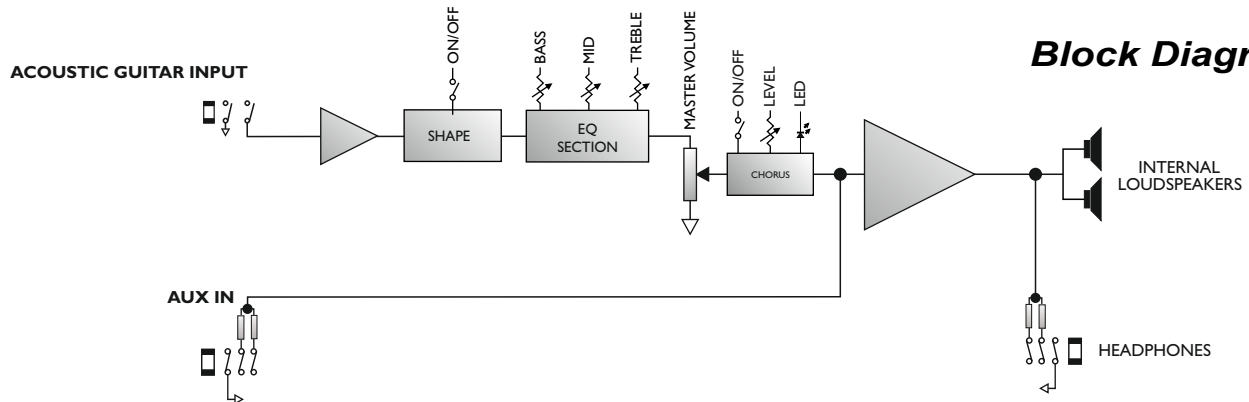 Block Diagr
ACOUSTIC GUITAR INPUT
ON/OFF
BASS
MID
TREBLE
MASTER VOLUME
ON/OFF
LEVEL
LED
SHAPE
EQ
SECTION
CHORUS
INTERNAL
LOUDSPEAKERS
AUX IN
HEADPHONES